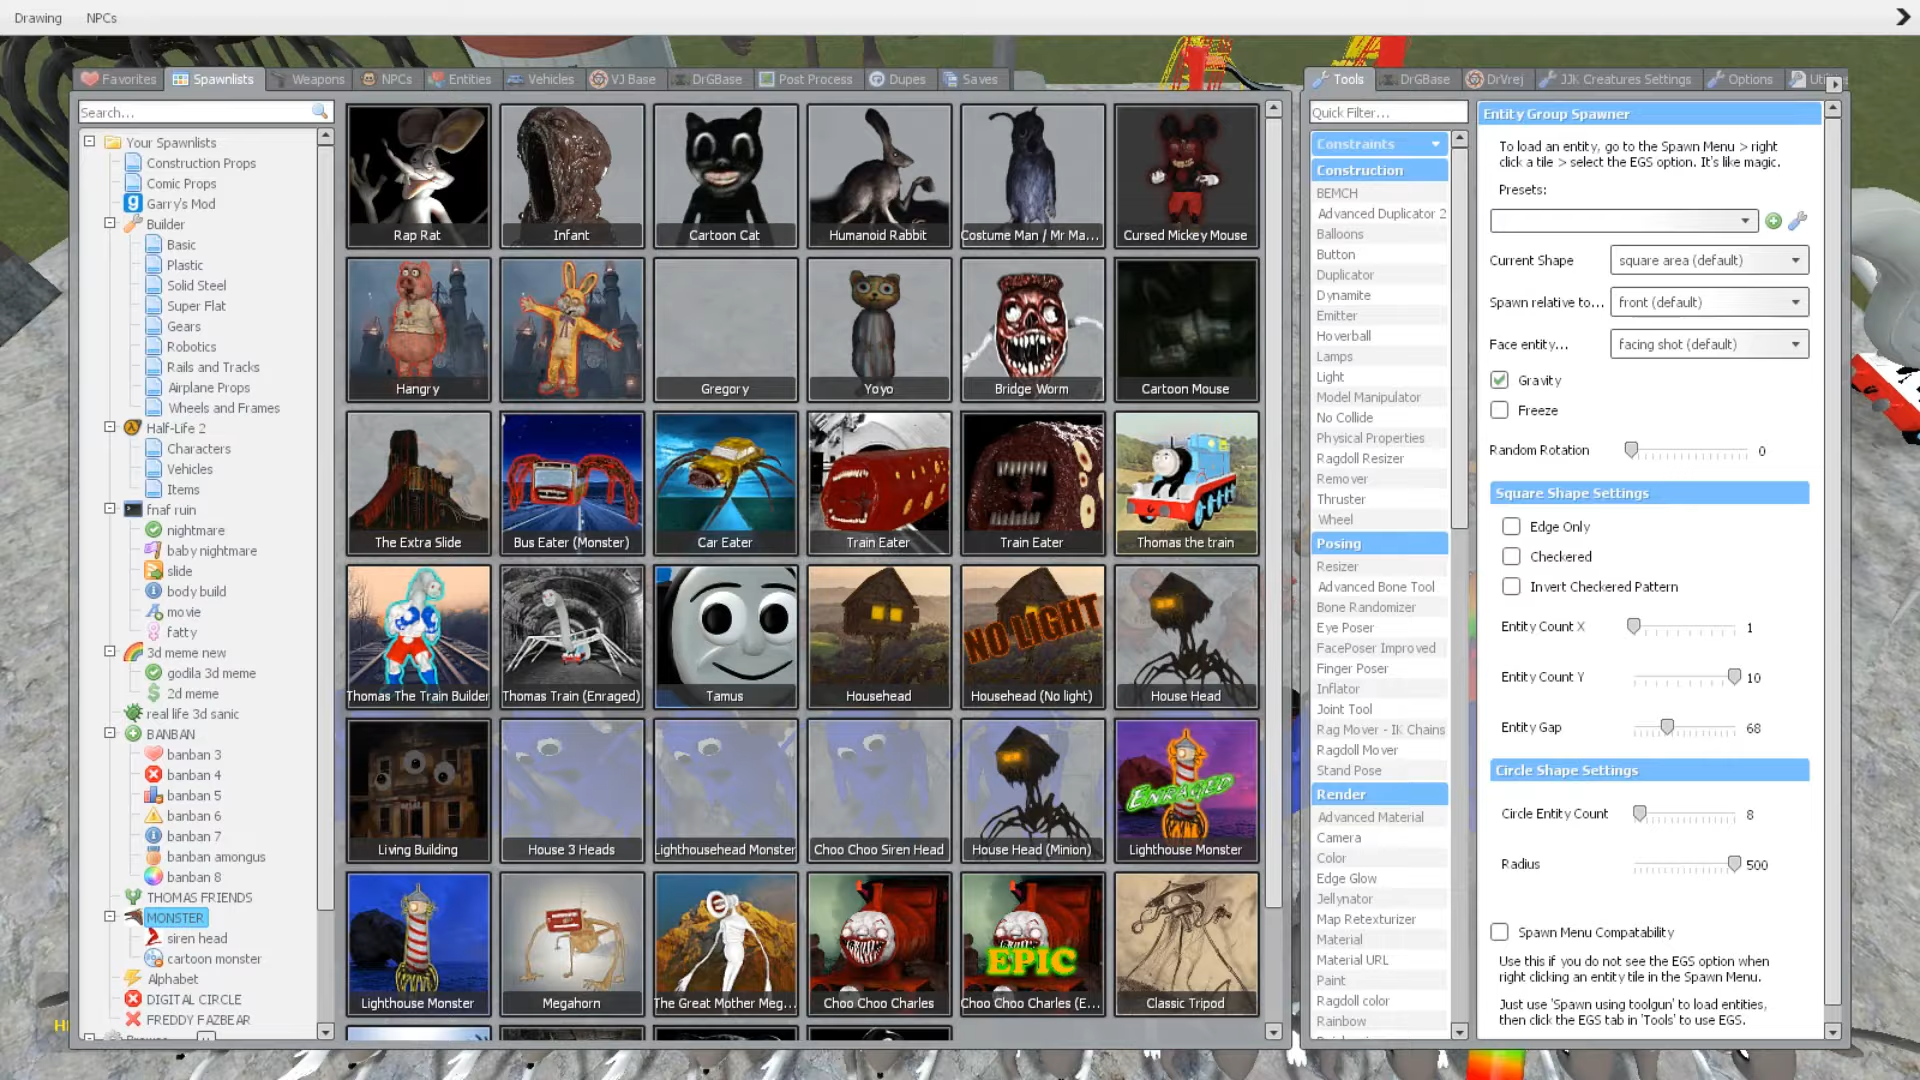 Drawing
NPCs
Favorites
Spawnlists
Weapons
NPCs
Entities
Vehicles
VJ Base
DrGBase
Post Process
Dupes
Saves
Search...
Your Spawnlists
Construction Props
Comic Props
Garry's Mod
Builder
Basic
Plastic
Solid Steel
Super Flat
Gears
Robotics
Rails and Tracks
Airplane Props
Wheels and Frames
Half-Life 2
Characters
Vehicles
Items
fnaf ruin
nightmare
baby nightmare
slide
body build
movie
fatty
3d meme new
godila 3d meme
2d meme
real life 3d sanic
BANBAN
banban 3
banban 4
banban 5
banban 6
banban 7
banban amongus
banban 8
THOMAS FRIENDS
MONSTER
siren head
cartoon monster
Alphabet
DIGITAL CIRCLE
FREDDY FAZBEAR
Rap Rat
Infant
Cartoon Cat
Humanoid Rabbit
Costume Man / Mr Ma...
Cursed Mickey Mouse
Hangry
Gregory
Yoyo
Bridge Worm
Cartoon Mouse
The Extra Slide
Bus Eater (Monster)
Car Eater
Train Eater
Train Eater
Thomas the train
Thomas The Train Builder
Thomas Train (Enraged)
Tamus
Househead
NO LIGHT
Househead (No light)
House Head
Living Building
House 3 Heads
Lighthousehead Monster
Choo Choo Siren Head
House Head (Minion)
ENRAGED
Lighthouse Monster
Lighthouse Monster
Megahorn
The Great Mother Meg...
Choo Choo Charles
EPIC
Choo Choo Charles (E...
Classic Tripod
Tools
DrGBase
DrVrej
JJK Creatures Settings
Options
Quick Filter...
Constraints
Construction
BEMCH
Advanced Duplicator 2
Balloons
Button
Duplicator
Dynamite
Emitter
Hoverball
Lamps
Light
Model Manipulator
No Collide
Physical Properties
Ragdoll Resizer
Remover
Thruster
Wheel
Posing
Resizer
Advanced Bone Tool
Bone Randomizer
Eye Poser
FacePoser Improved
Finger Poser
Inflator
Joint Tool
Rag Mover - IK Chains
Ragdoll Mover
Stand Pose
Render
Advanced Material
Camera
Color
Edge Glow
Jellynator
Map Retexturizer
Material
Material URL
Paint
Ragdoll color
Rainbow
Entity Group Spawner
To load an entity, go to the Spawn Menu > right
click a tile > select the EGS option. It's like magic.
Presets:
Current Shape square area (default)
Spawn relative to... front (default)
Face entity... facing shot (default)
Gravity
Freeze
Random Rotation 0
Square Shape Settings
Edge Only
Checkered
Invert Checkered Pattern
Entity Count X 1
Entity Count Y 10
Entity Gap 68
Circle Shape Settings
Circle Entity Count 8
Radius 500
Spawn Menu Compatability
Use this if you do not see the EGS option when
right clicking an entity tile in the Spawn Menu.
Just use 'Spawn using toolgun' to load entities,
then click the EGS tab in 'Tools' to use EGS.